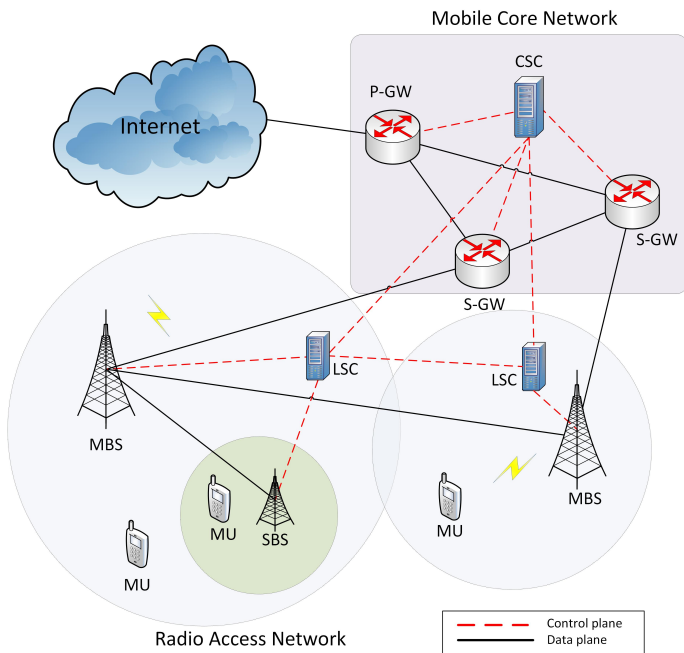 Mobile Core Network
CSC
P-GW
Internet
S-GW
S-GW
LSC
LSC
MBS
MBS
MU
SBS
MU
MU
Radio Access Network
Control plane
Data plane